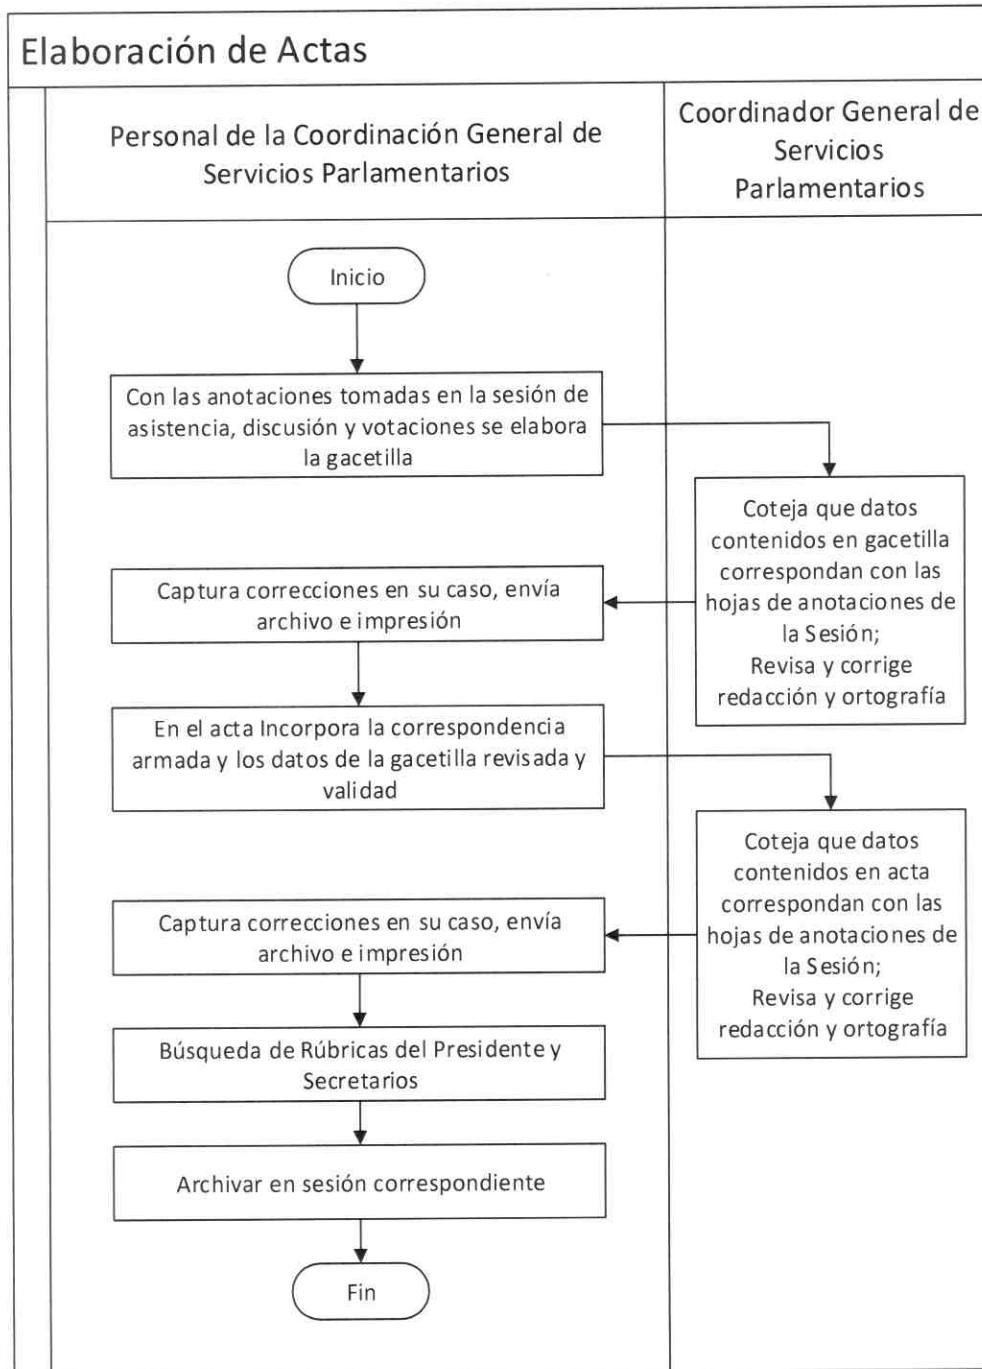 Elaboración de Actas
Personal de la Coordinación General de
Servicios Parlamentarios
Coordinador General de
Servicios
Parlamentarios
Inicio
Con las anotaciones tomadas en la sesión de
asistencia, discusión y votaciones se elabora
la gacetilla
Coteja que datos
contenidos en gacetilla
correspondan con las
hojas de anotaciones de
la Sesión;
Revisa y corrige
redacción y ortografía
Captura correcciones en su caso, envía
archivo e impresión
En el acta Incorpora la correspondencia
armada y los datos de la gacetilla revisada y
validad
Coteja que datos
contenidos en acta
correspondan con las
hojas de anotaciones de
la Sesión;
Revisa y corrige
redacción y ortografía
Captura correcciones en su caso, envía
archivo e impresión
Búsqueda de Rúbricas del Presidente y
Secretarios
Archivar en sesión correspondiente
Fin